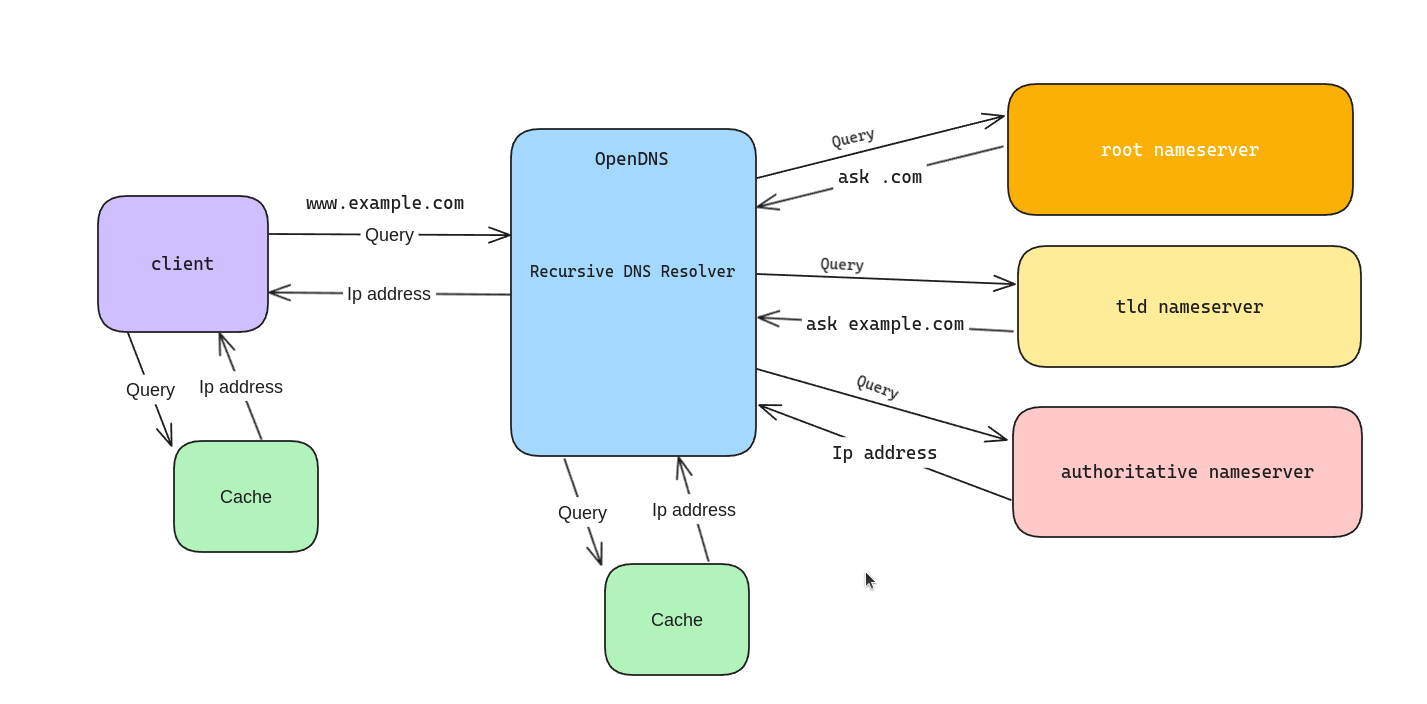 OpenDNS
Query
root nameserver
ask .com
www.example.com
Query
client
Recursive DNS Resolver
Query
Ip address
tld nameserver
ask example.com
Query
Ip address
Query
Ip address
authoritative nameserver
Cache
Query
Ip address
Cache